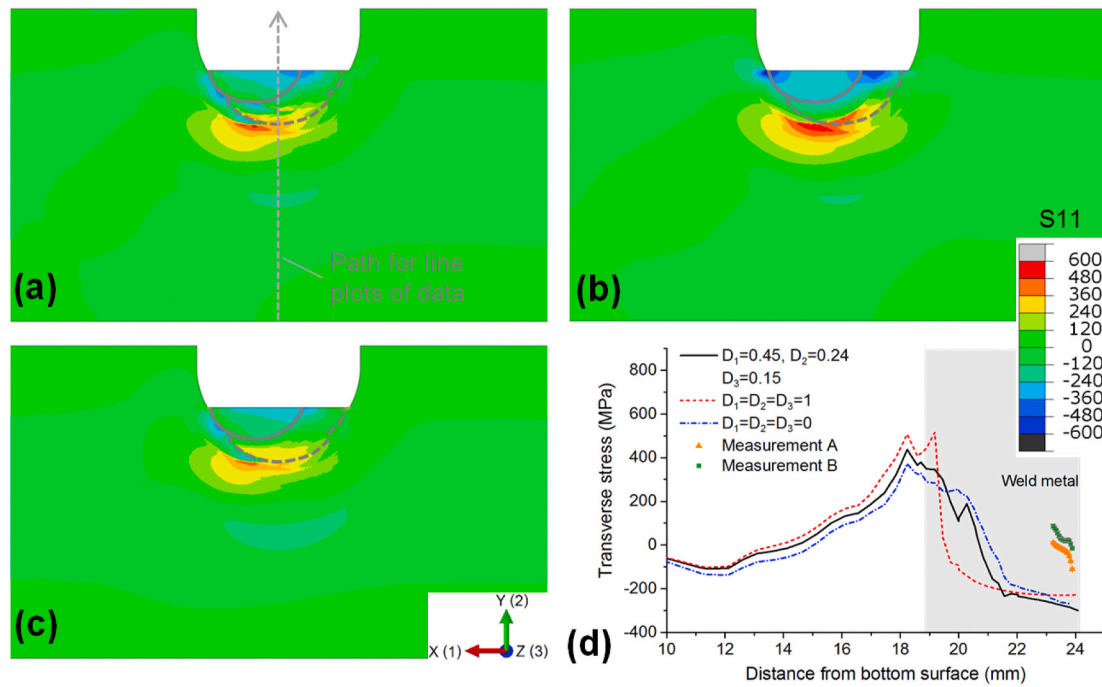 Path for line
plots of data
(a)
(b)
S11
600
480
360
240
120
0
-120
-240
-360
-480
-600
(c)
Y (2)
X (1)
Z (3)
(d)
D₁=0.45, D₂=0.24
D₃=0.15
D₁=D₂=D₃=1
D₁=D₂=D₃=0
Measurement A
Measurement B
Weld metal
Transverse stress (MPa)
800
600
400
200
0
-200
-400
10 12 14 16 18 20 22 24
Distance from bottom surface (mm)